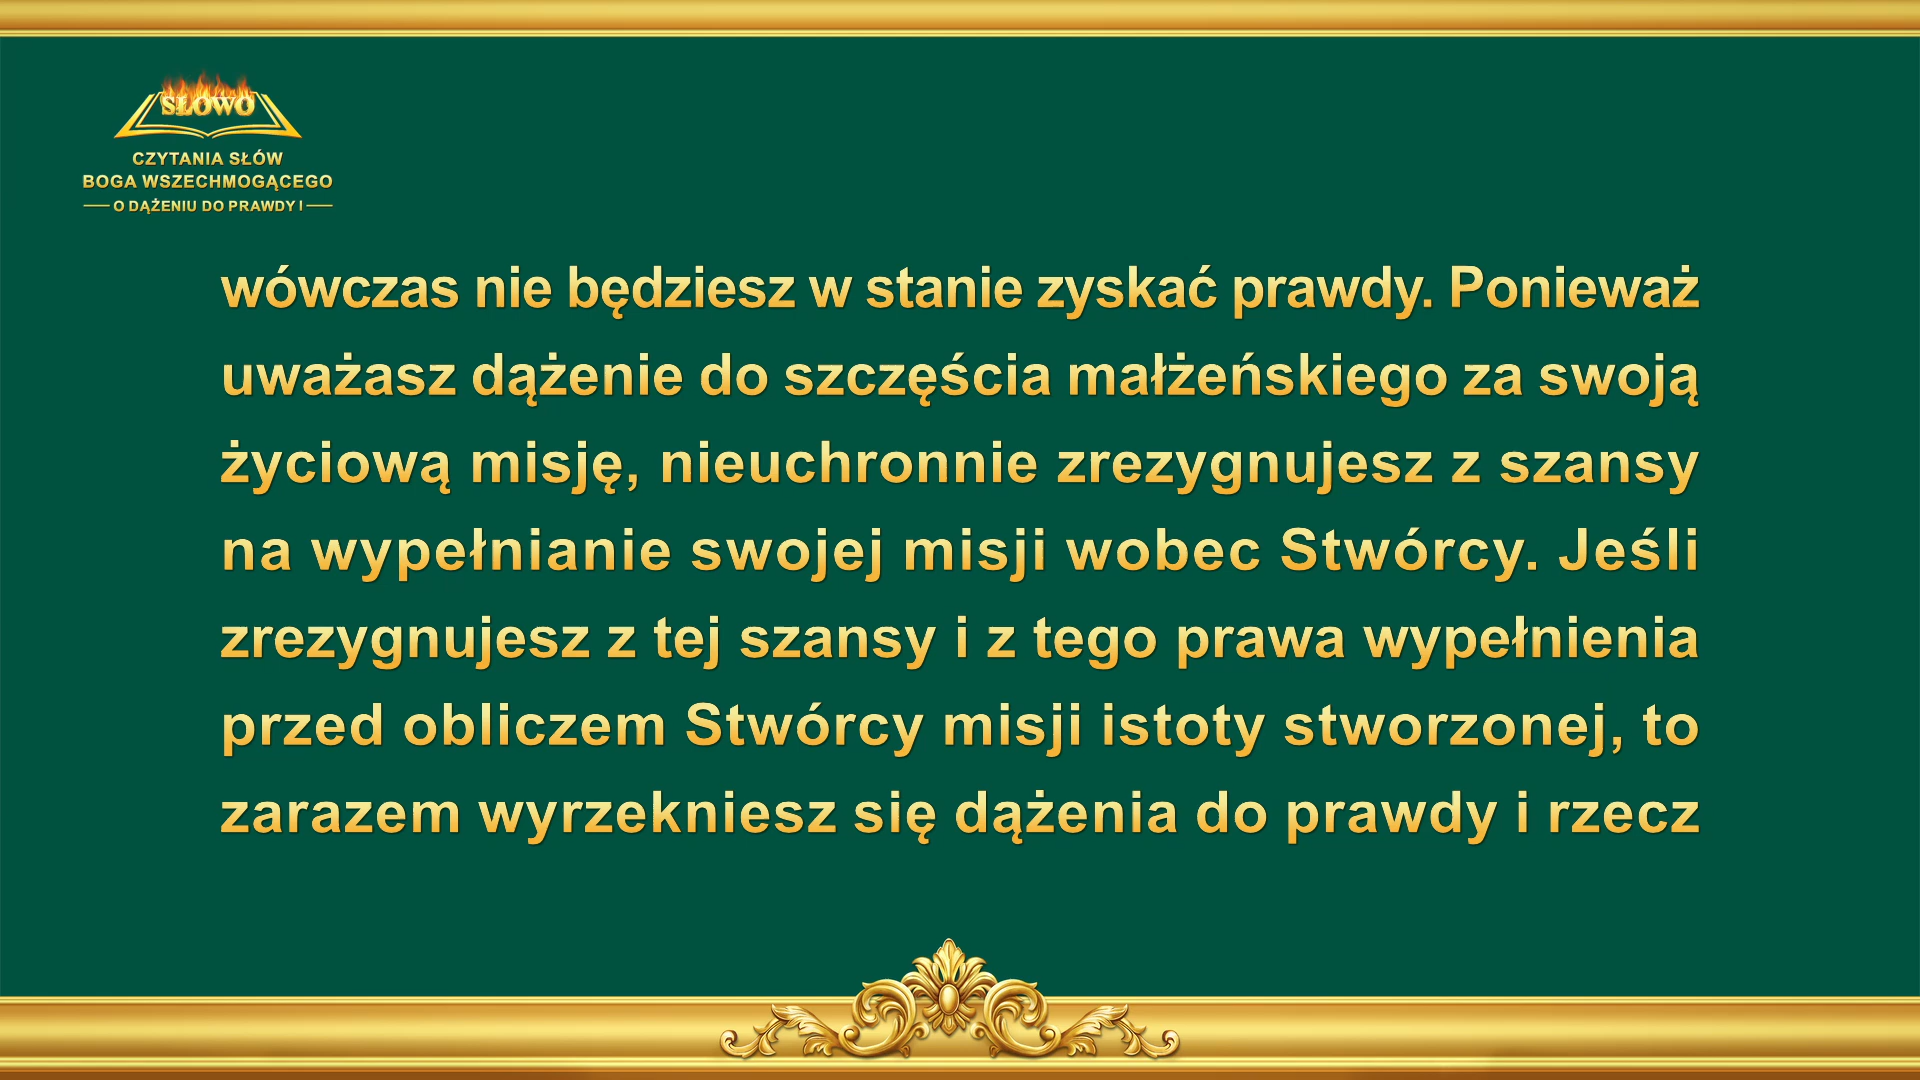 SŁOWO
CZYTANIA SŁÓW
BOGA WSZECHMOGĄCEGO
O DĄŻENIU DO PRAWDY I
wówczas nie będziesz w stanie zyskać prawdy. Ponieważ
uważasz dążenie do szczęścia małżeńskiego za swoją
życiową misję, nieuchronnie zrezygnujesz z szansy
na wypełnianie swojej misji wobec Stwórcy. Jeśli
zrezygnujesz z tej szansy i z tego prawa wypełnienia
przed obliczem Stwórcy misji istoty stworzonej, to
zarazem wyrzekniesz się dążenia do prawdy i rzecz